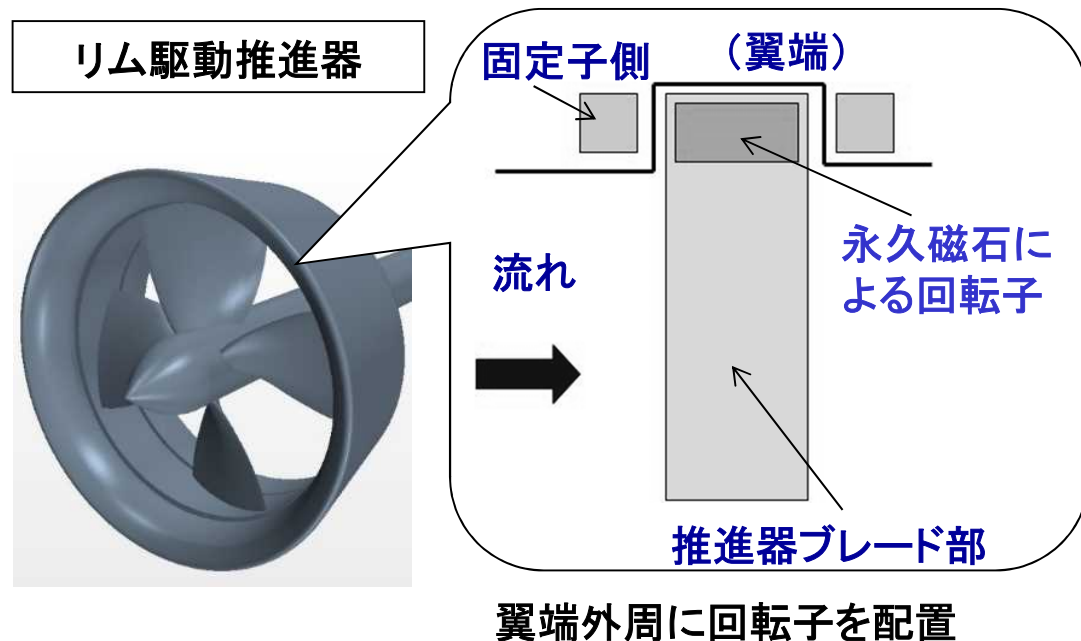 リム駆動推進器
固定子側
（翼端）
永久磁石に
よる回転子
流れ
推進器ブレード部
翼端外周に回転子を配置